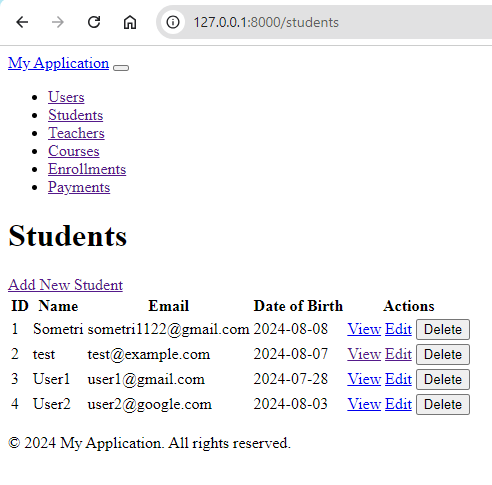 127.0.0.1:8000/students
My Application
Users
Students
Teachers
Courses
Enrollments
Payments
Students
Add New Student
ID Name Email Date of Birth Actions
1 Sometri sometri1122@gmail.com 2024-08-08 View Edit Delete
2 test test@example.com 2024-08-07 View Edit Delete
3 User1 user1@gmail.com 2024-07-28 View Edit Delete
4 User2 user2@google.com 2024-08-03 View Edit Delete
© 2024 My Application. All rights reserved.